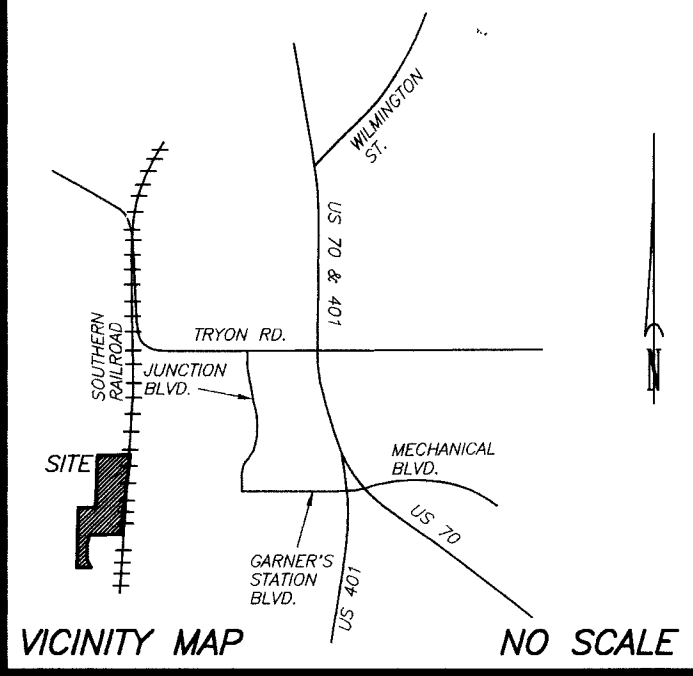 WILMINGTON
ST.
US 70 & 401
TRYON RD.
SOUTHERN
RAILROAD
JUNCTION
BLVD.
N
SITE
MECHANICAL
BLVD.
US 70
GARNER'S
STATION
BLVD.
US 401
VICINITY MAP
NO SCALE